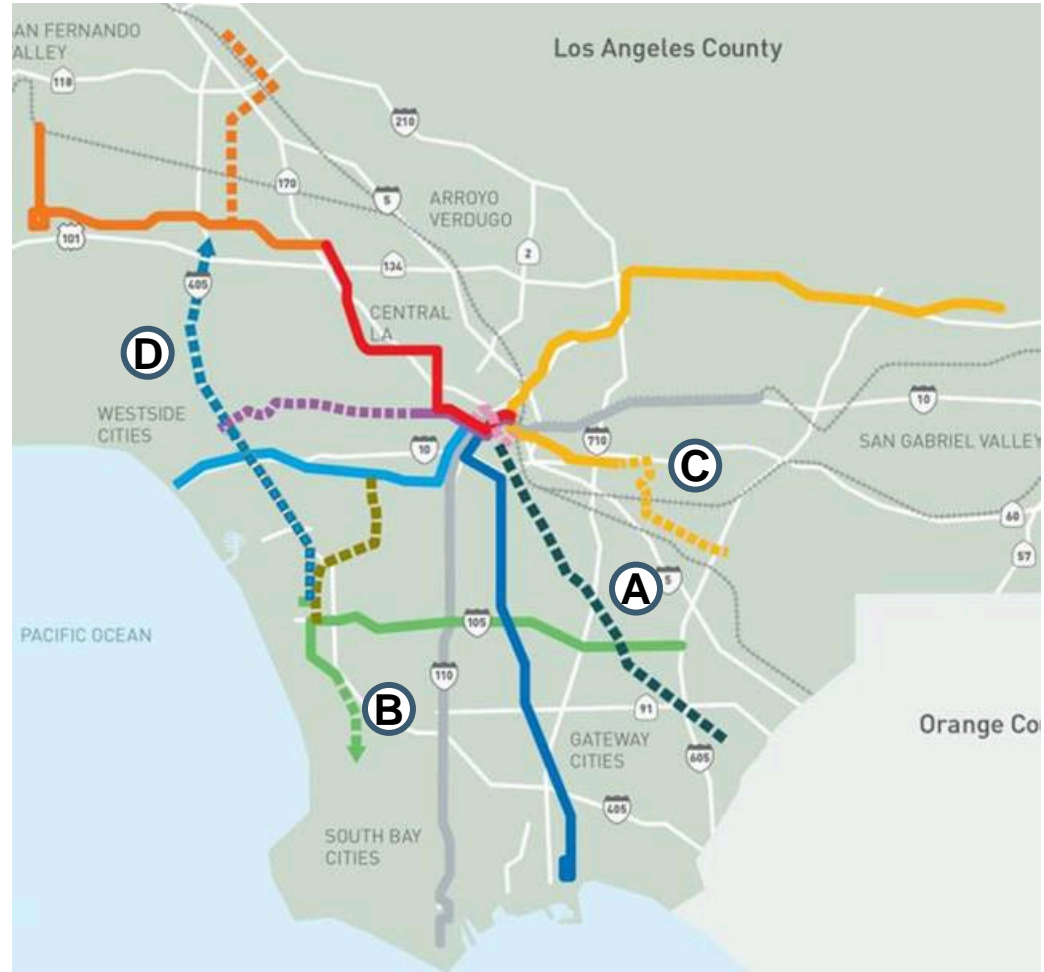 AN FERNANDO
ALLEY
Los Angeles County
118
210
170
5
ARROYO
VERDUGO
101
134
2
405
CENTRAL
LA
D
WESTSIDE
CITIES
10
10
710
SAN GABRIEL VALLEY
C
60
57
A
5
PACIFIC OCEAN
105
110
B
91
Orange Co
GATEWAY
CITIES
605
405
SOUTH BAY
CITIES